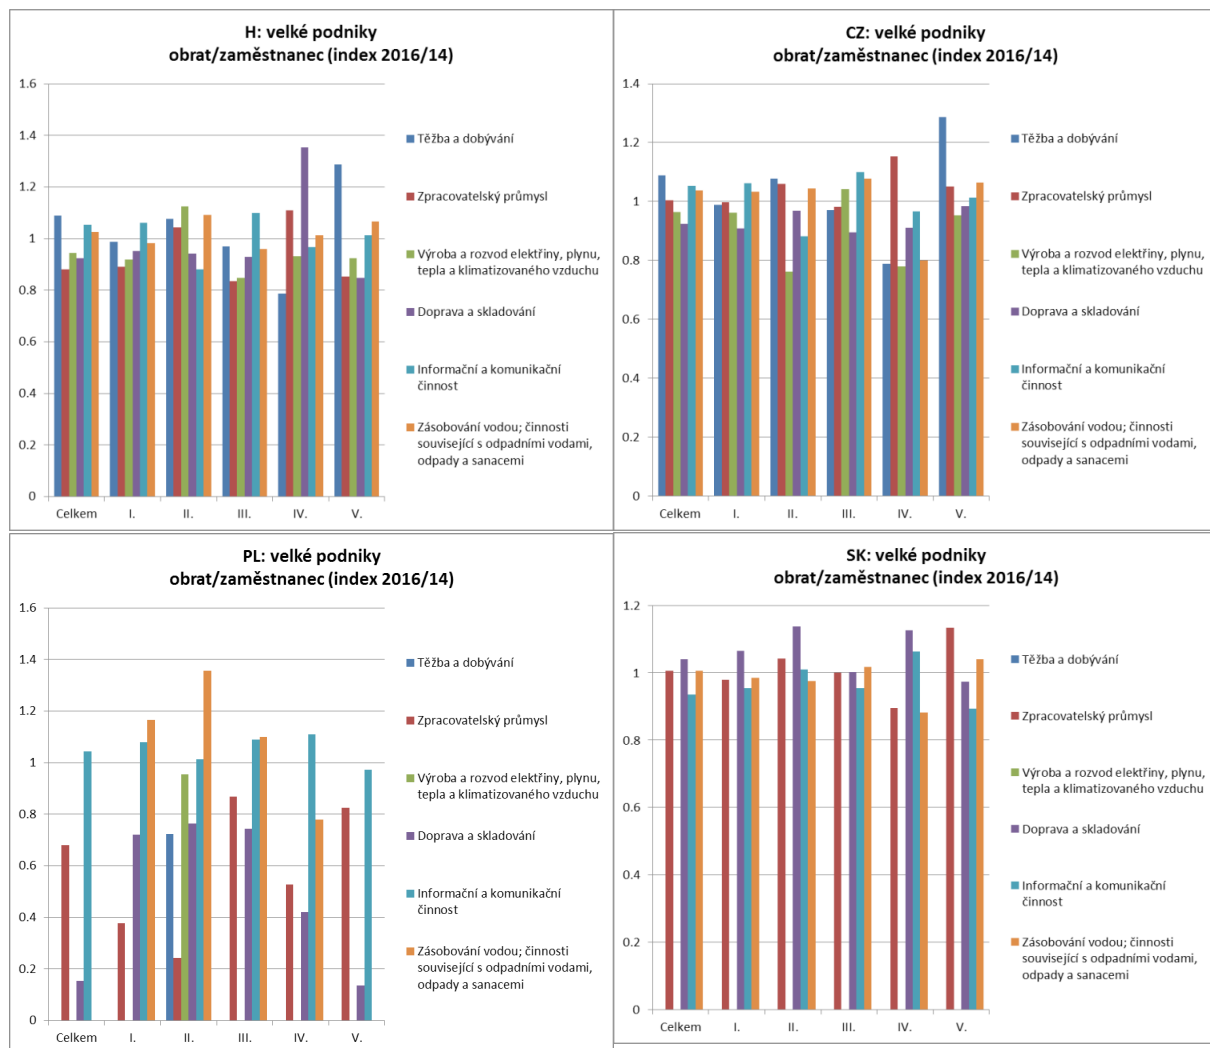 H: velké podniky
obrat/zaměstnanec (index 2016/14)
1.6
1.4
1.2
1
0.8
0.6
0.4
0.2
0
Celkem I. II. III. IV. V.
Těžba a dobývání
Zpracovatelský průmysl
Výroba a rozvod elektřiny, plynu,
tepla a klimatizovaného vzduchu
Doprava a skladování
Informační a komunikační
činnost
Zásobování vodou; činnosti
související s odpadními vodami,
odpady a sanacemi
CZ: velké podniky
obrat/zaměstnanec (index 2016/14)
1.4
1.2
1
0.8
0.6
0.4
0.2
0
Celkem I. II. III. IV. V.
Těžba a dobývání
Zpracovatelský průmysl
Výroba a rozvod elektřiny, plynu,
tepla a klimatizovaného vzduchu
Doprava a skladování
Informační a komunikační
činnost
Zásobování vodou; činnosti
související s odpadními vodami,
odpady a sanacemi
PL: velké podniky
obrat/zaměstnanec (index 2016/14)
1.6
1.4
1.2
1
0.8
0.6
0.4
0.2
0
Celkem I. II. III. IV. V.
Těžba a dobývání
Zpracovatelský průmysl
Výroba a rozvod elektřiny, plynu,
tepla a klimatizovaného vzduchu
Doprava a skladování
Informační a komunikační
činnost
Zásobování vodou; činnosti
související s odpadními vodami,
odpady a sanacemi
SK: velké podniky
obrat/zaměstnanec (index 2016/14)
1.2
1
0.8
0.6
0.4
0.2
0
Celkem I. II. III. IV. V.
Těžba a dobývání
Zpracovatelský průmysl
Výroba a rozvod elektřiny, plynu,
tepla a klimatizovaného vzduchu
Doprava a skladování
Informační a komunikační
činnost
Zásobování vodou; činnosti
související s odpadními vodami,
odpady a sanacemi